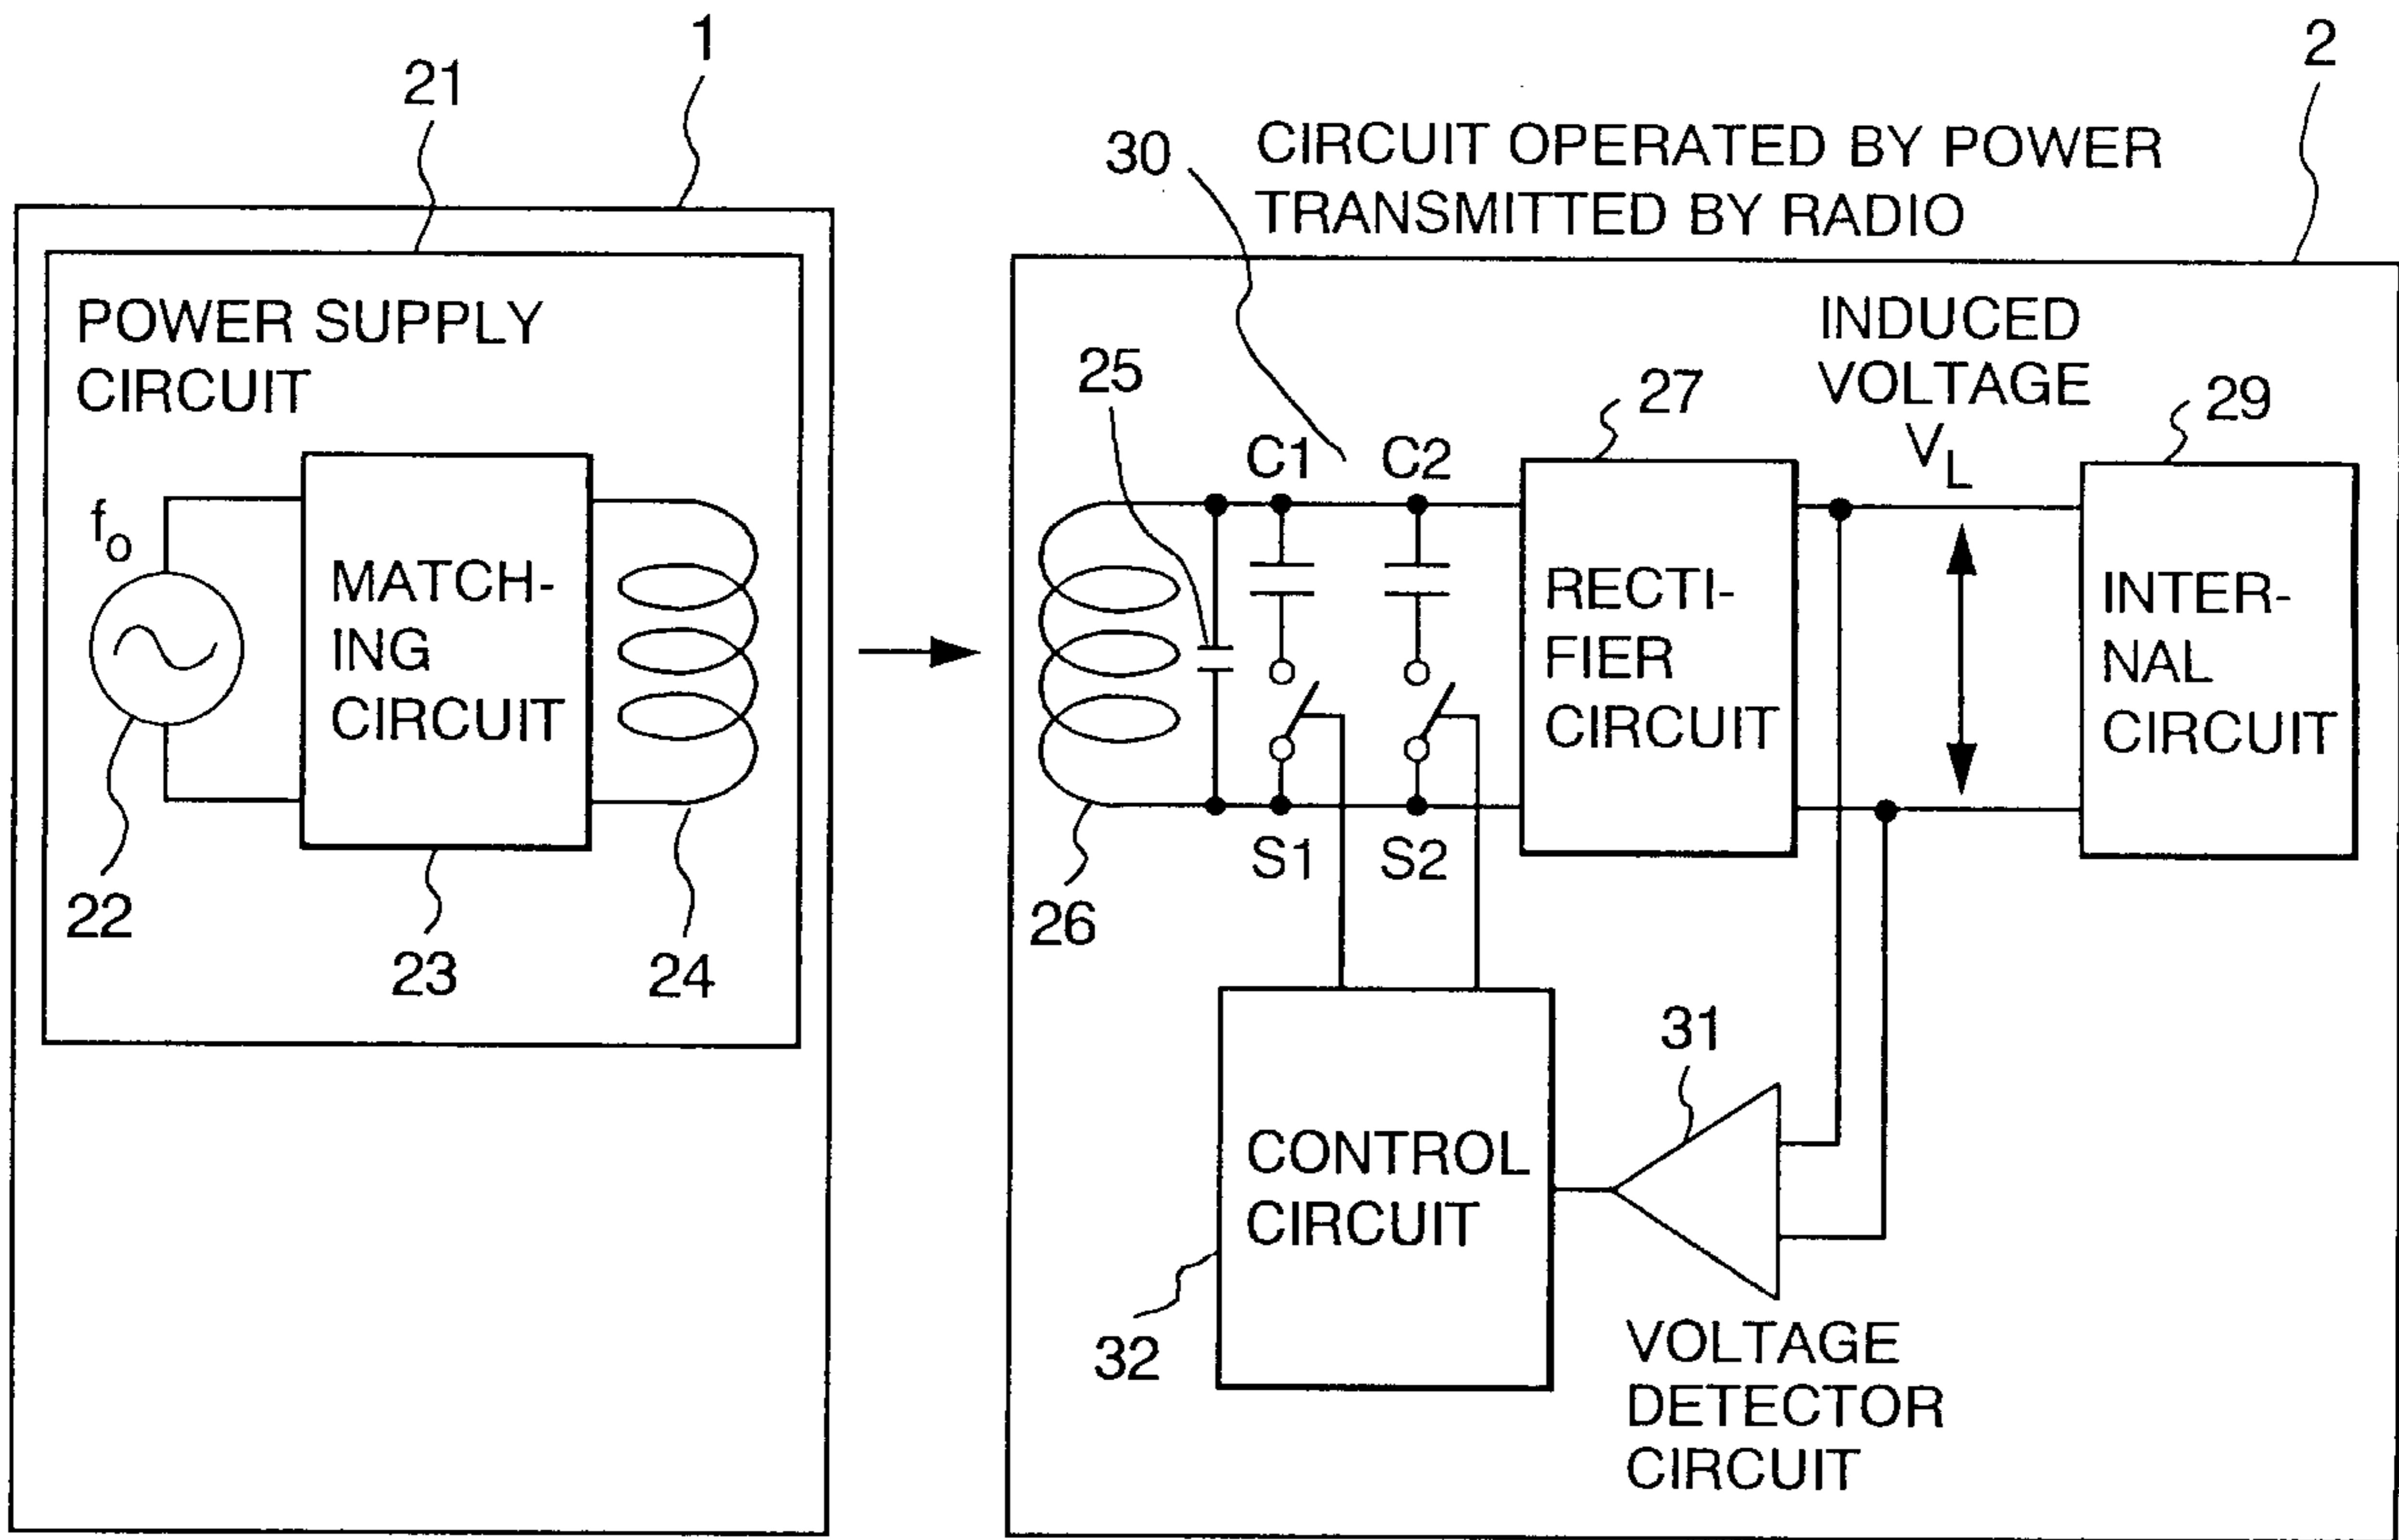 1
2
21
30
CIRCUIT OPERATED BY POWER
TRANSMITTED BY RADIO
POWER SUPPLY
CIRCUIT
INDUCED
VOLTAGE
V_L
25
27
29
C1
C2
f_o
MATCH-
ING
CIRCUIT
RECTI-
FIER
CIRCUIT
INTER-
NAL
CIRCUIT
22
23
24
26
S1
S2
31
CONTROL
CIRCUIT
32
VOLTAGE
DETECTOR
CIRCUIT